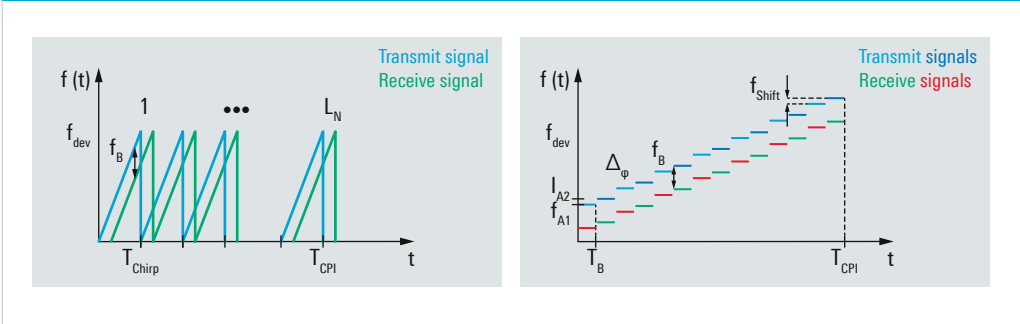 Transmit signal
Receive signal
f (t)
1
•••
L_N
f_dev
f_B
T_Chirp
T_CPI
t
Transmit signals
Receive signals
f (t)
f_Shift
f_dev
Δ_φ
f_B
I_A2
f_A1
T_B
T_CPI
t